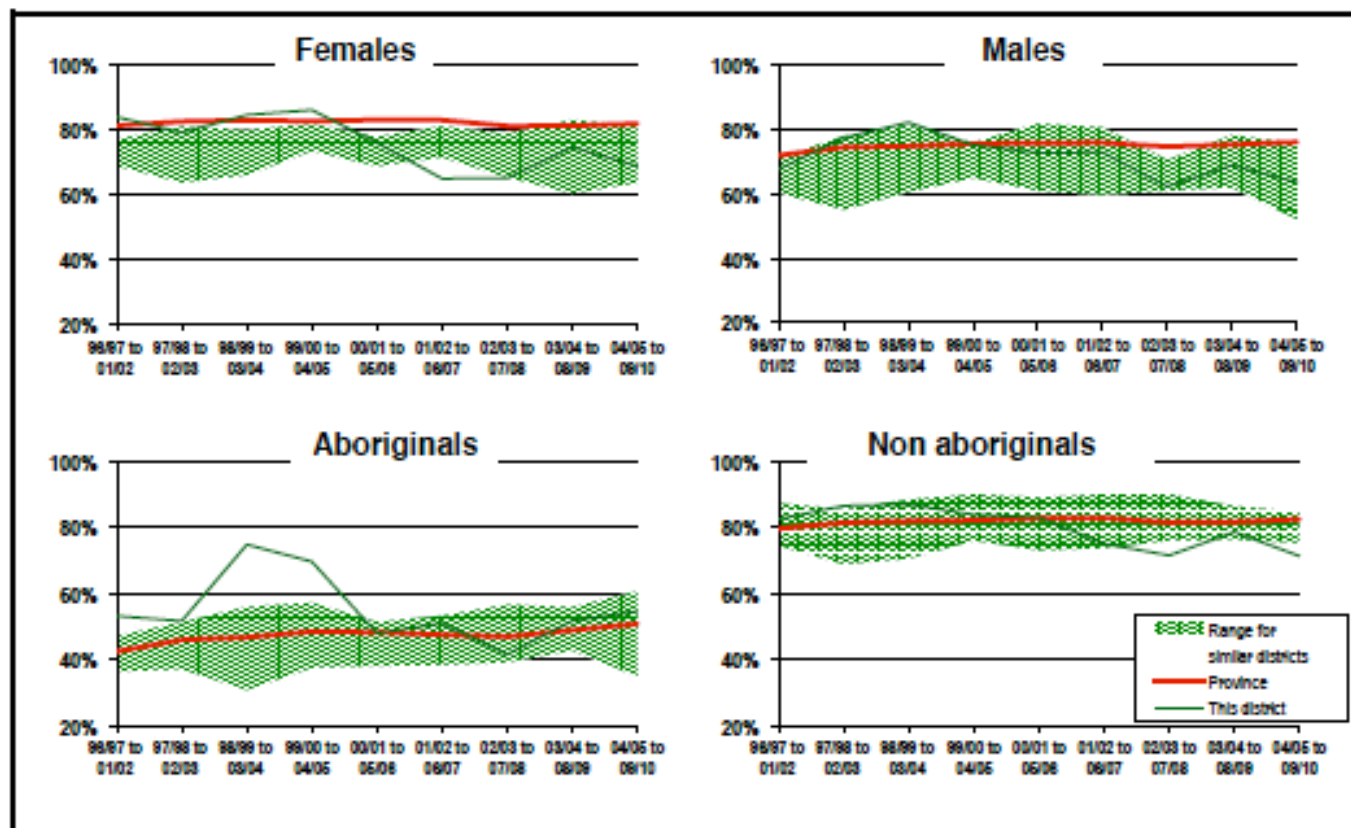 Females
100%
80%
60%
40%
20%
96/97 to 97/98 to 98/99 to 99/00 to 00/01 to 01/02 to 02/03 to 03/04 to 04/05 to
01/02 02/03 03/04 04/05 05/06 06/07 07/08 08/09 09/10
Males
100%
80%
60%
40%
20%
96/97 to 97/98 to 98/99 to 99/00 to 00/01 to 01/02 to 02/03 to 03/04 to 04/05 to
01/02 02/03 03/04 04/05 05/06 06/07 07/08 08/09 09/10
Aboriginals
100%
80%
60%
40%
20%
96/97 to 97/98 to 98/99 to 99/00 to 00/01 to 01/02 to 02/03 to 03/04 to 04/05 to
01/02 02/03 03/04 04/05 05/06 06/07 07/08 08/09 09/10
Non aboriginals
100%
80%
60%
40%
20%
96/97 to 97/98 to 98/99 to 99/00 to 00/01 to 01/02 to 02/03 to 03/04 to 04/05 to
01/02 02/03 03/04 04/05 05/06 06/07 07/08 08/09 09/10
Range for
similar districts
Province
This district